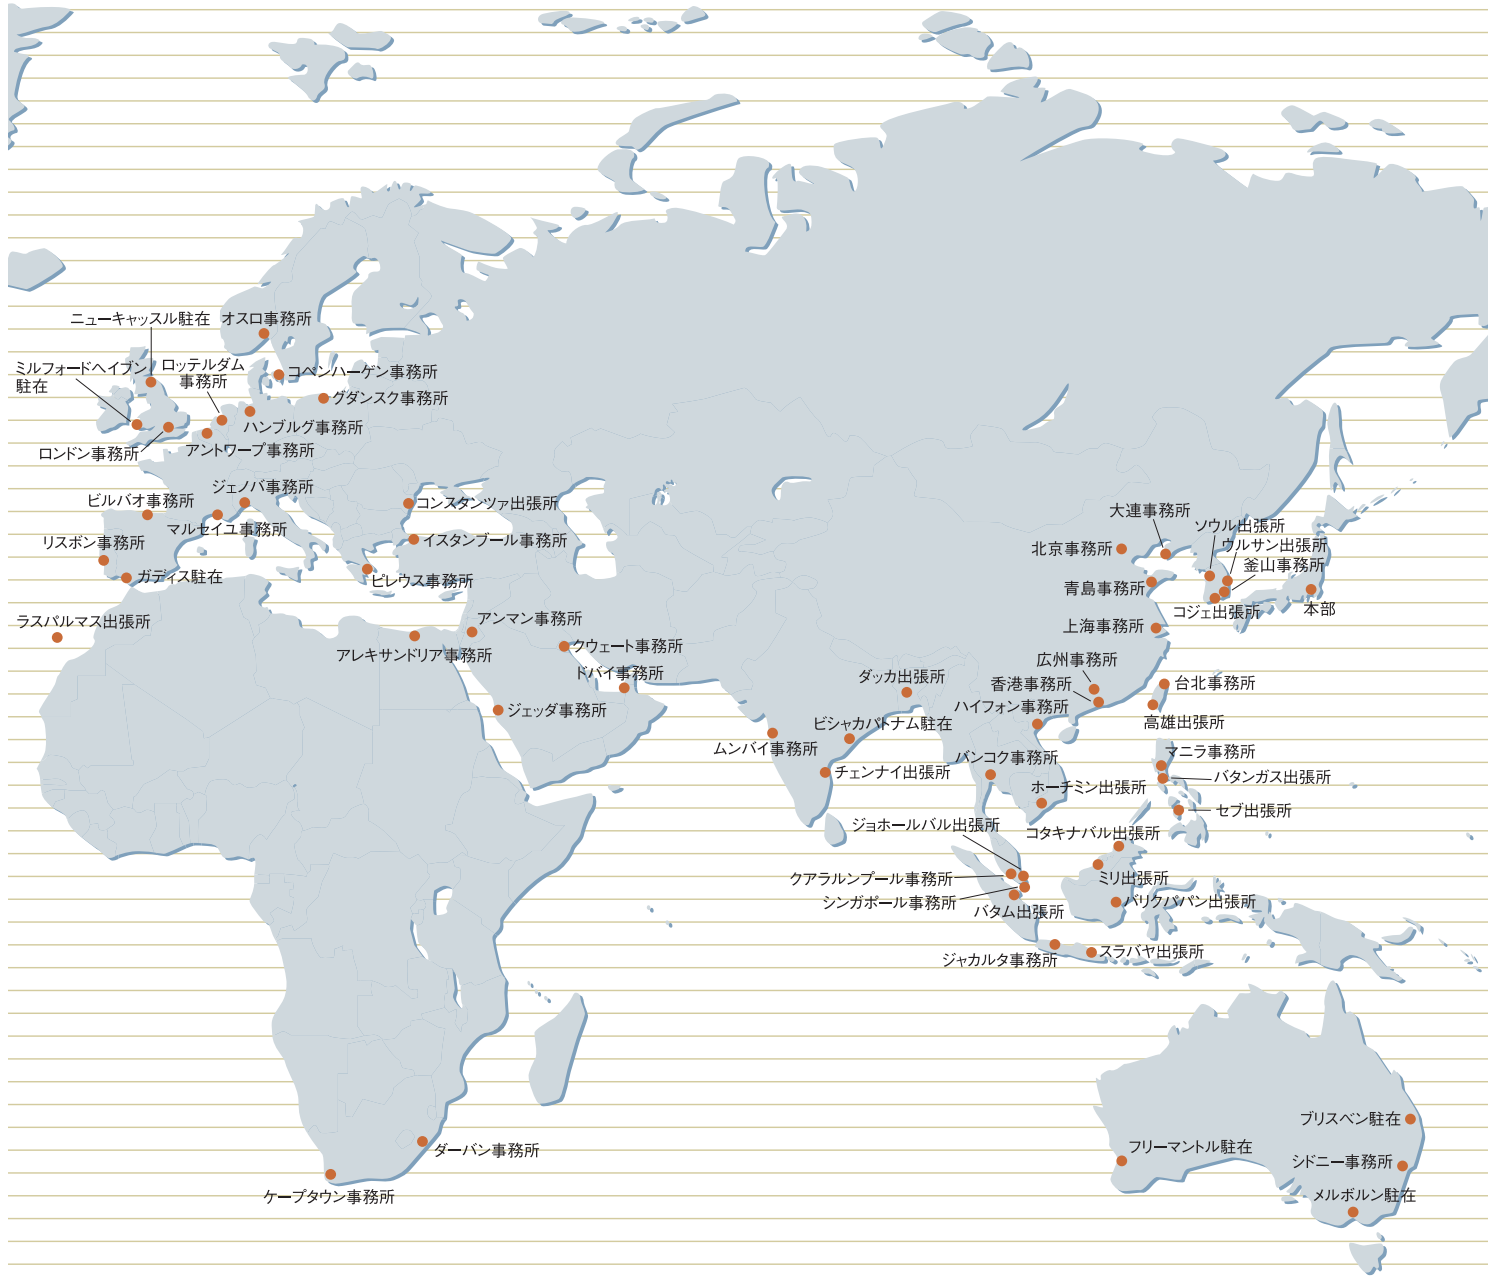 ニューキャッスル駐在
オスロ事務所
ミルフォードヘイブン
駐在
ロッテルダム
事務所
コペンハーゲン事務所
グダンスク事務所
ハンブルグ事務所
アントワープ事務所
ロンドン事務所
ジェノバ事務所
ビルバオ事務所
マルセイユ事務所
リスボン事務所
ガディス駐在
コンスタンツァ出張所
イスタンブール事務所
ピレウス事務所
ラスパルマス出張所
アンマン事務所
アレキサンドリア事務所
クウェート事務所
ドバイ事務所
ジェッダ事務所
ダッカ出張所
ビシャカパトナム駐在
ムンバイ事務所
チェンナイ出張所
大連事務所
ソウル出張所
北京事務所
ウルサン出張所
釜山事務所
青島事務所
コジェ出張所
本部
上海事務所
広州事務所
香港事務所
台北事務所
ハイフォン事務所
高雄出張所
バンコク事務所
マニラ事務所
バタンガス出張所
ホーチミン出張所
セブ出張所
ジョホールバル出張所
コタキナバル出張所
クアラルンプール事務所
ミリ出張所
シンガポール事務所
バリクパパン出張所
バタム出張所
ジャカルタ事務所
スラバヤ出張所
ダーバン事務所
ケープタウン事務所
ブリスベン駐在
フリーマントル駐在
シドニー事務所
メルボルン駐在